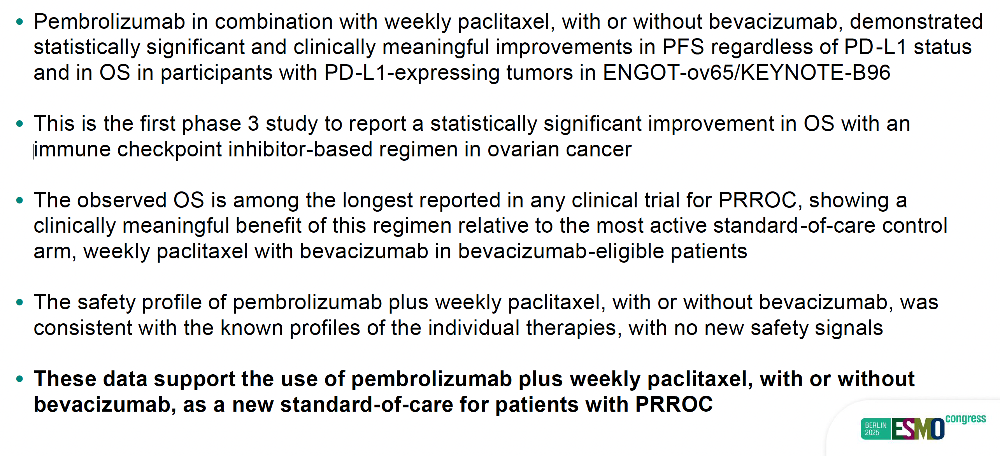 • Pembrolizumab in combination with weekly paclitaxel, with or without bevacizumab, demonstrated
statistically significant and clinically meaningful improvements in PFS regardless of PD-L1 status
and in OS in participants with PD-L1-expressing tumors in ENGOT-ov65/KEYNOTE-B96
• This is the first phase 3 study to report a statistically significant improvement in OS with an
immune checkpoint inhibitor-based regimen in ovarian cancer
• The observed OS is among the longest reported in any clinical trial for PRROC, showing a
clinically meaningful benefit of this regimen relative to the most active standard-of-care control
arm, weekly paclitaxel with bevacizumab in bevacizumab-eligible patients
• The safety profile of pembrolizumab plus weekly paclitaxel, with or without bevacizumab, was
consistent with the known profiles of the individual therapies, with no new safety signals
• These data support the use of pembrolizumab plus weekly paclitaxel, with or without
bevacizumab, as a new standard-of-care for patients with PRROC
BERLIN
2025
ESMO
congress